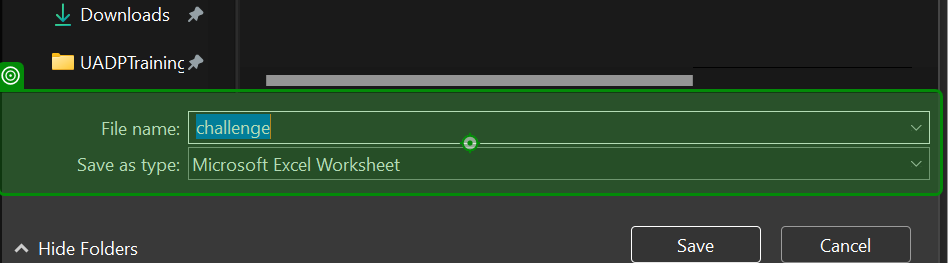 Downloads
UADPTraining
File name: challenge
Save as type: Microsoft Excel Worksheet
Hide Folders
Save
Cancel